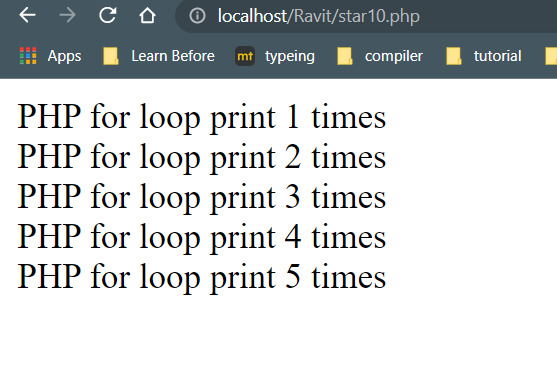 localhost/Ravit/star10.php
Apps Learn Before mt typeing compiler tutorial
PHP for loop print 1 times
PHP for loop print 2 times
PHP for loop print 3 times
PHP for loop print 4 times
PHP for loop print 5 times